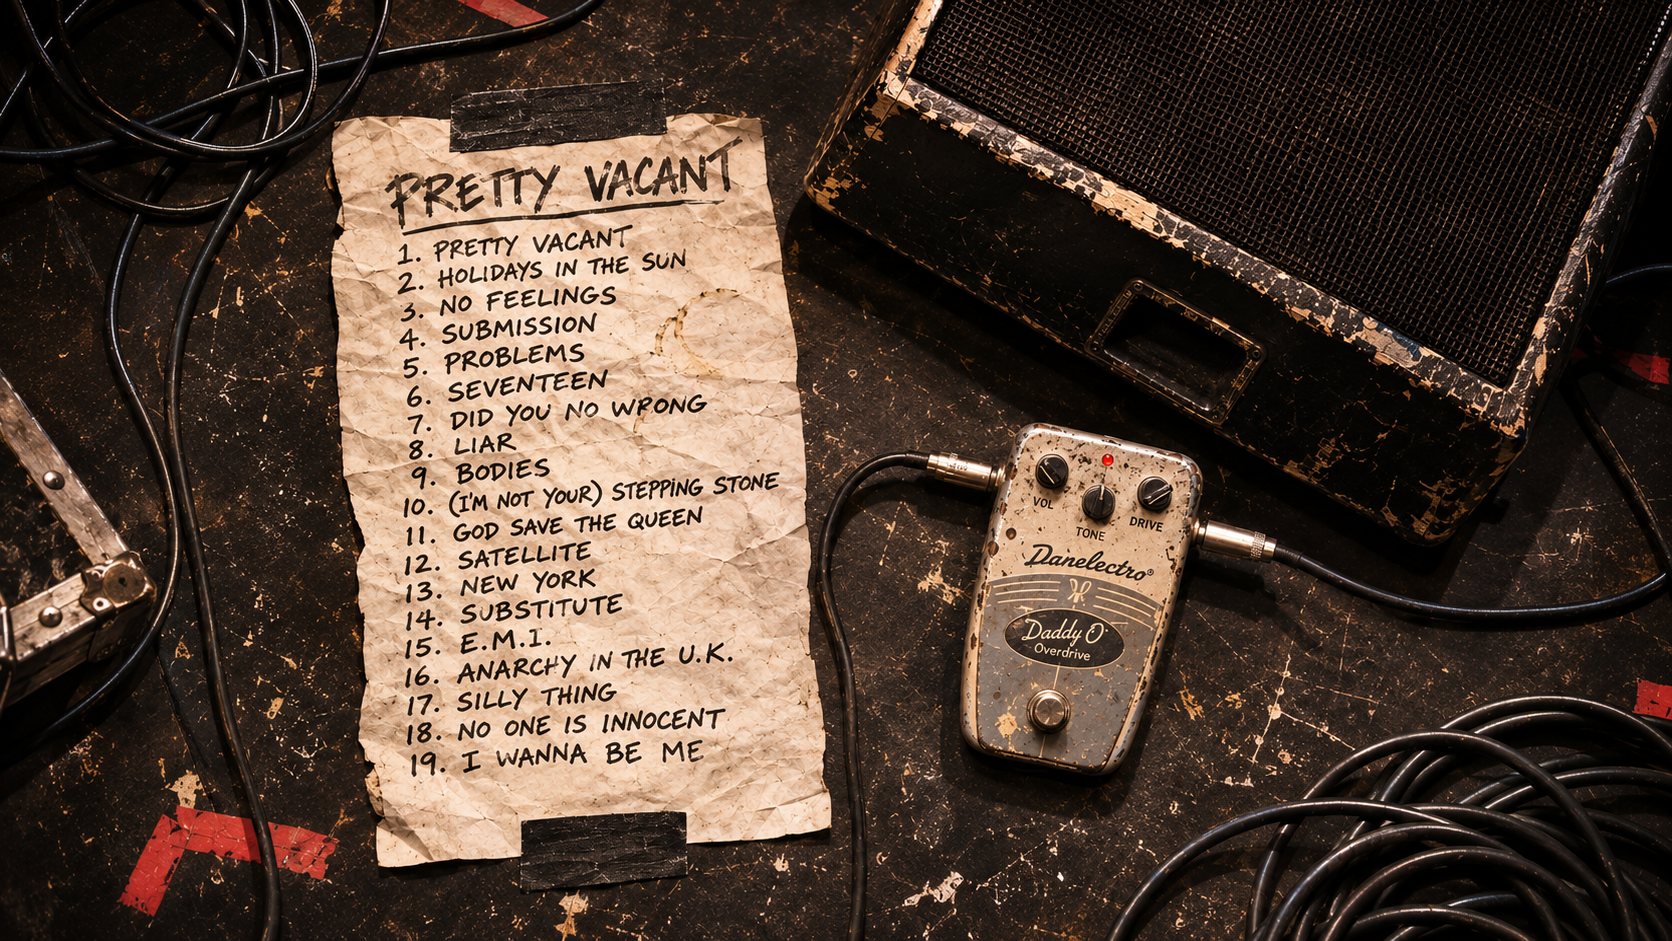 PRETTY VACANT
1. PRETTY VACANT
2. HOLIDAYS IN THE SUN
3. NO FEELINGS
4. SUBMISSION
5. PROBLEMS
6. SEVENTEEN
7. DID YOU NO WRONG
8. LIAR
9. BODIES
10. (I'M NOT YOUR) STEPPING STONE
11. GOD SAVE THE QUEEN
12. SATELLITE
13. NEW YORK
14. SUBSTITUTE
15. E.M.I.
16. ANARCHY IN THE U.K.
17. SILLY THING
18. NO ONE IS INNOCENT
19. I WANNA BE ME
VOL
TONE
DRIVE
Danelectro®
Daddy O
Overdrive